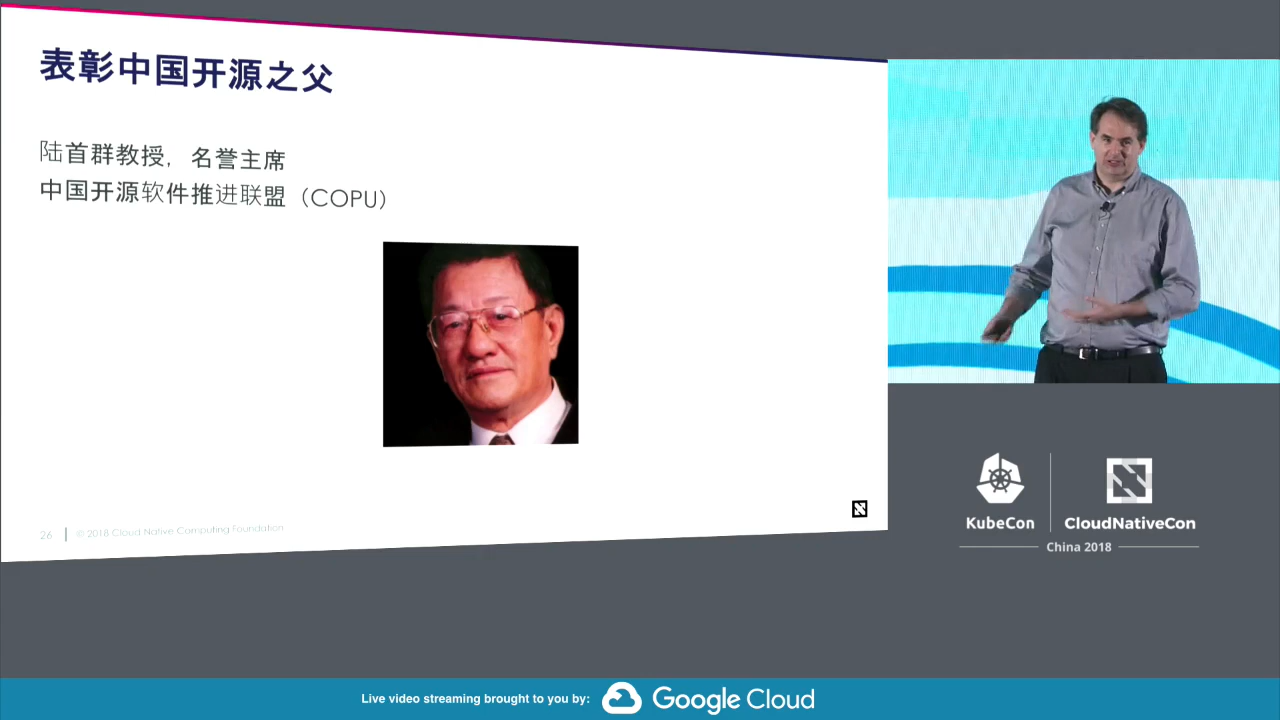 表彰中国开源之父
陆首群教授，名誉主席
中国开源软件推进联盟（COPU）
26 | © 2018 Cloud Native Computing Foundation
KubeCon
CloudNativeCon
China 2018
Live video streaming brought to you by:
Google Cloud